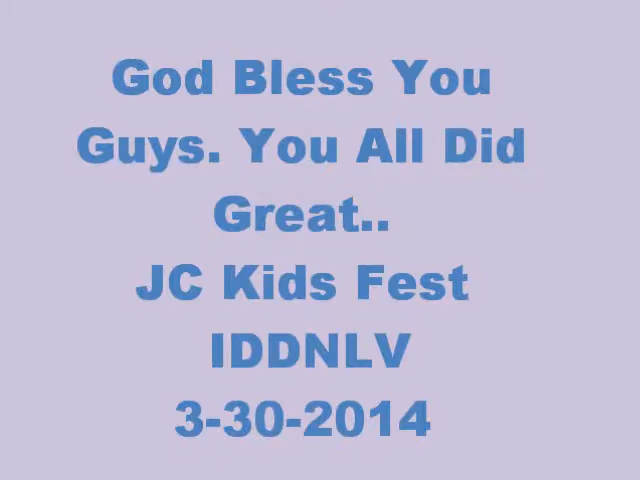 God Bless You
Guys. You All Did
Great..
JC Kids Fest
IDDNLV
3-30-2014